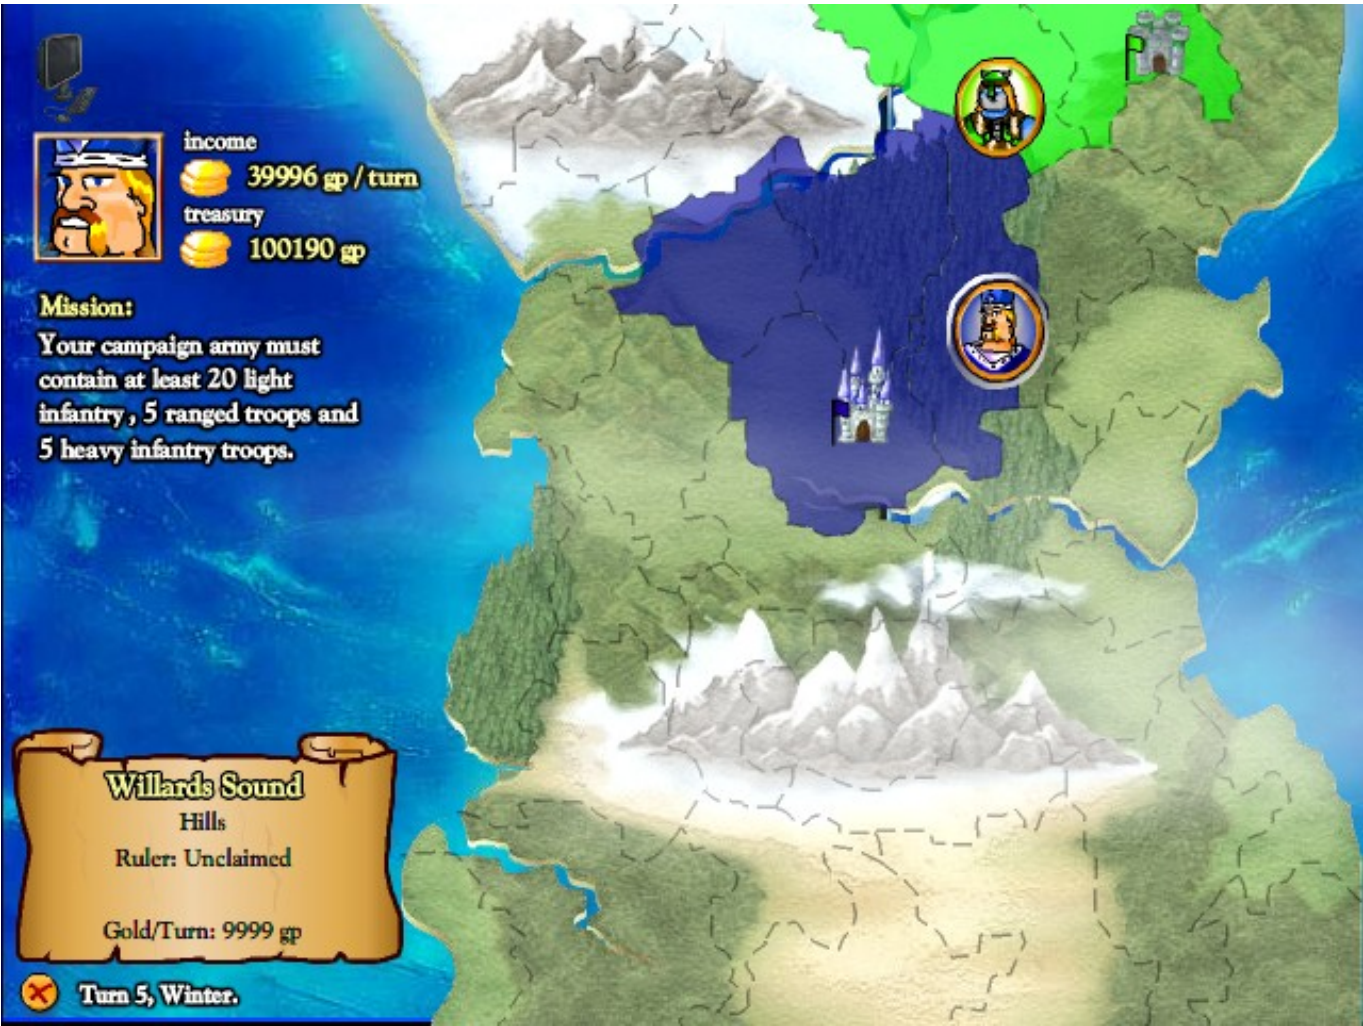 income
39996 gp / turn
treasury
100190 gp
Mission:
Your campaign army must
contain at least 20 light
infantry , 5 ranged troops and
5 heavy infantry troops.
Willards Sound
Hills
Ruler: Unclaimed
Gold/Turn: 9999 gp
Turn 5, Winter.